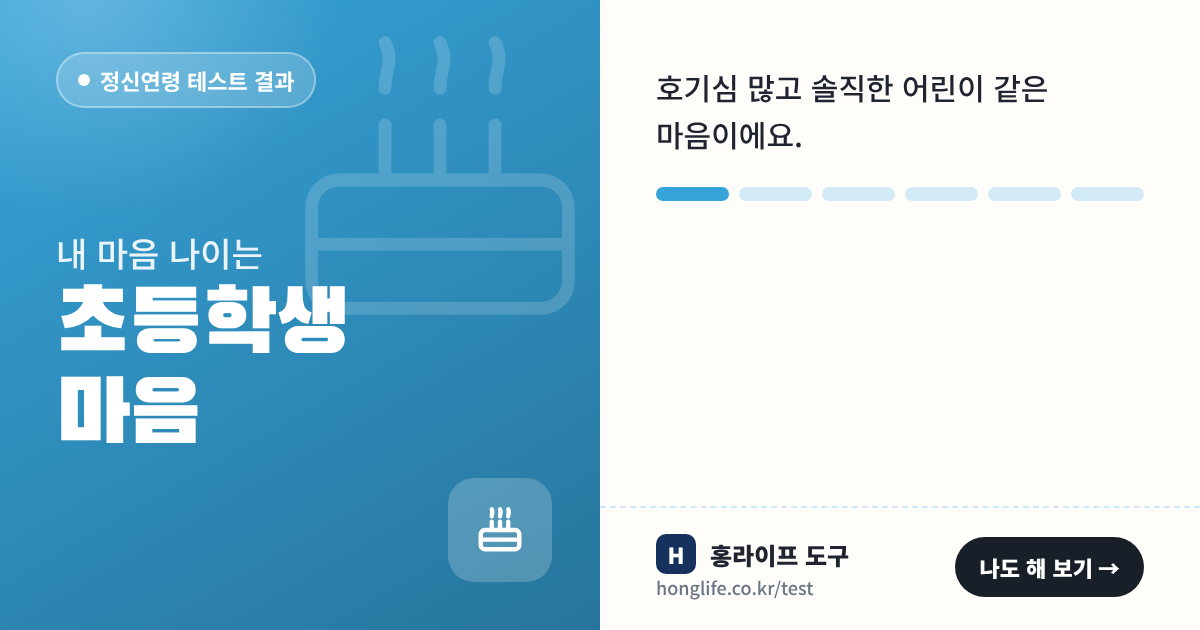 정신연령 테스트 결과
내 마음 나이는
초등학생
마음
호기심 많고 솔직한 어린이 같은
마음이에요.
H 홍라이프 도구
honglife.co.kr/test
나도 해 보기 →